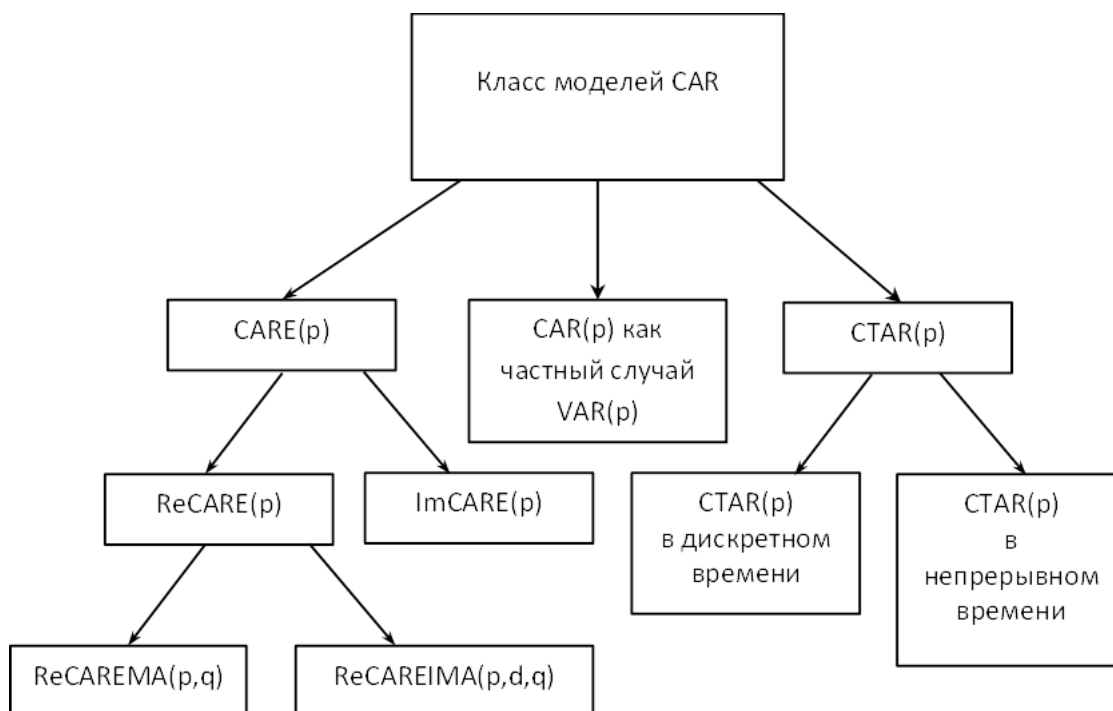 Класс моделей CAR
CARE(p)
CAR(p) как
частный случай
VAR(p)
CTAR(p)
ReCARE(p)
ImCARE(p)
CTAR(p)
в дискретном
времени
CTAR(p)
в
непрерывном
времени
ReCAREMA(p,q)
ReCAREIMA(p,d,q)